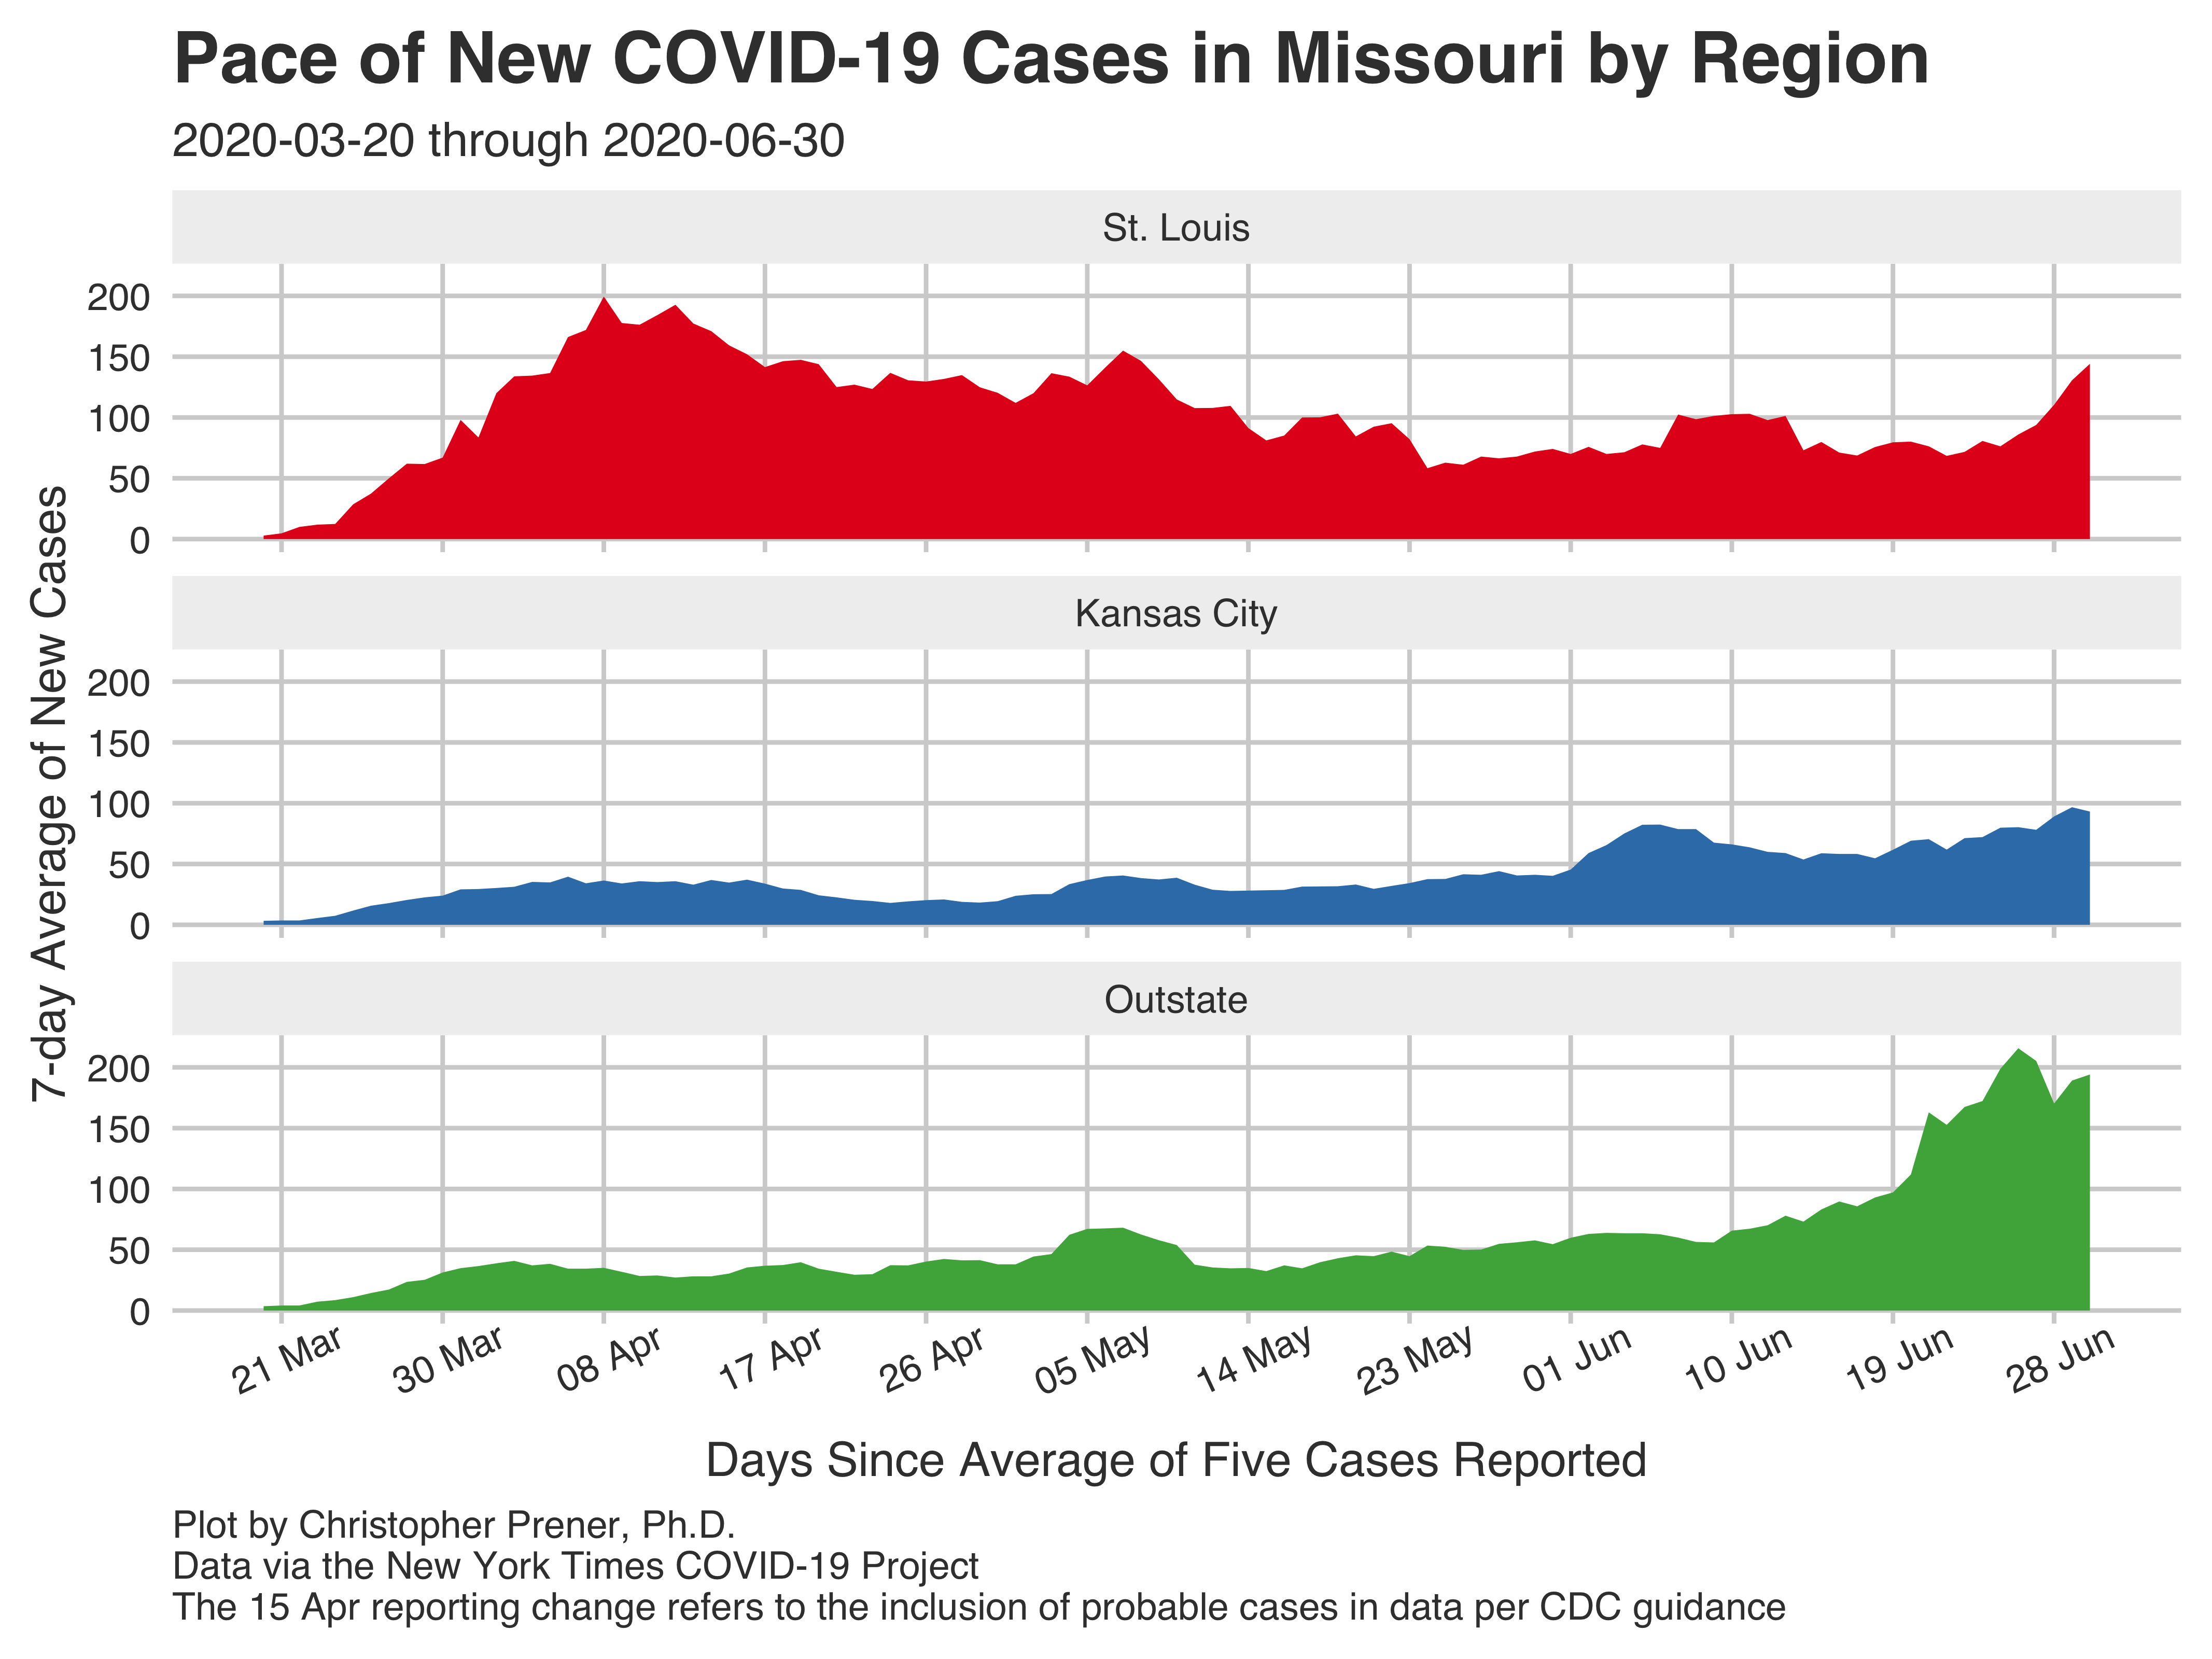 Pace of New COVID-19 Cases in Missouri by Region
2020-03-20 through 2020-06-30
7-day Average of New Cases
St. Louis
200
150
100
50
0
Kansas City
200
150
100
50
0
Outstate
200
150
100
50
0
21 Mar
30 Mar
08 Apr
17 Apr
26 Apr
05 May
14 May
23 May
01 Jun
10 Jun
19 Jun
28 Jun
Days Since Average of Five Cases Reported
Plot by Christopher Prener, Ph.D.
Data via the New York Times COVID-19 Project
The 15 Apr reporting change refers to the inclusion of probable cases in data per CDC guidance